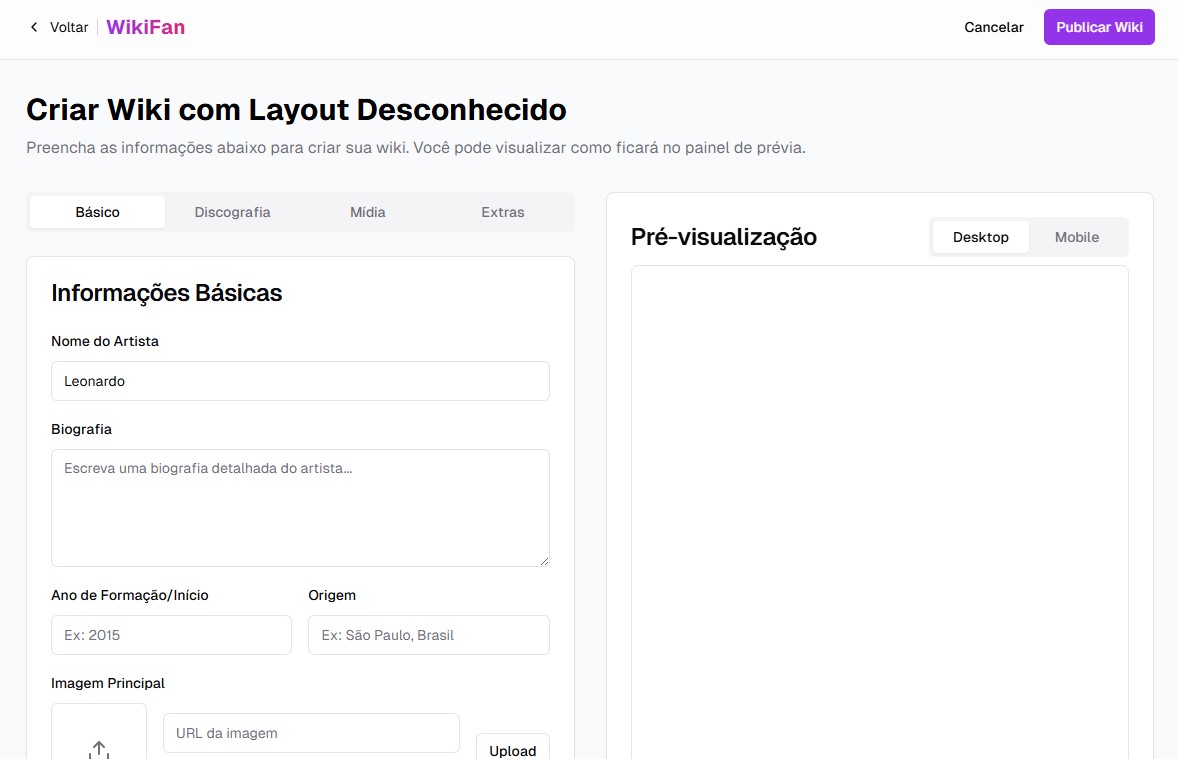 Voltar
WikiFan
Cancelar
Publicar Wiki
Criar Wiki com Layout Desconhecido
Preencha as informações abaixo para criar sua wiki. Você pode visualizar como ficará no painel de prévia.
Básico
Discografia
Mídia
Extras
Informações Básicas
Nome do Artista
Leonardo
Biografia
Escreva uma biografia detalhada do artista...
Ano de Formação/Início
Origem
Ex: 2015
Ex: São Paulo, Brasil
Imagem Principal
URL da imagem
Upload
Pré-visualização
Desktop
Mobile